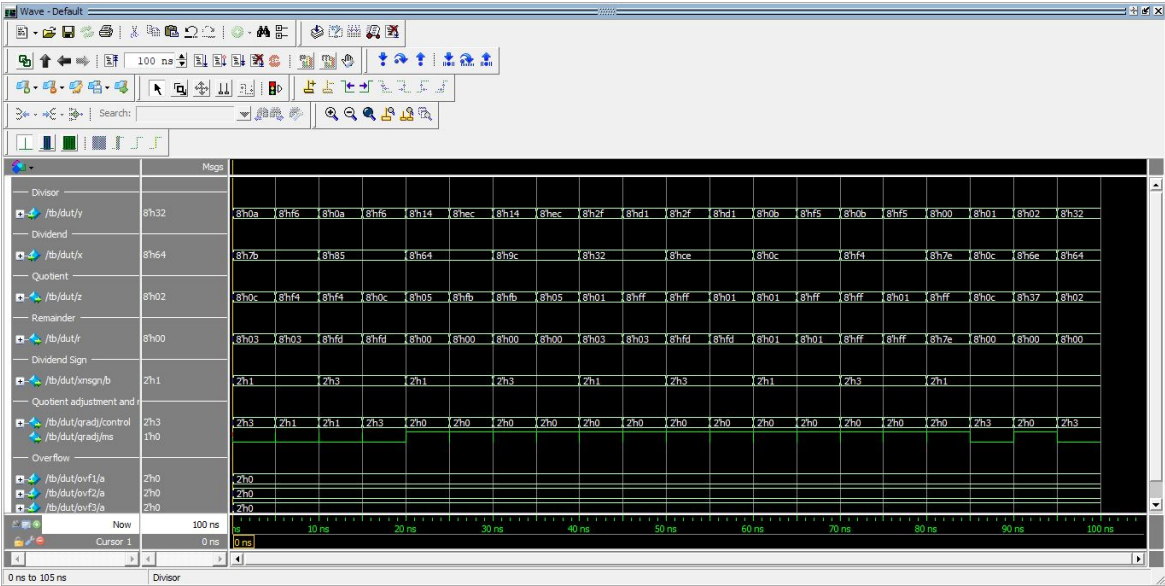 Wave - Default
100 ns
Search:
Msgs
Divisor
/tb/dut/y 8'h32 8'h0a 8'hf6 8'h0a 8'hf6 8'h14 8'hec 8'h14 8'hec 8'h2f 8'hd1 8'h2f 8'hd1 8'h0b 8'hf5 8'h0b 8'hf5 8'h00 8'h01 8'h02 8'h32
Dividend
/tb/dut/x 8'h64 8'h7b 8'h85 8'h64 8'h9c 8'h32 8'hce 8'h0c 8'hf4 8'h7e 8'h0c 8'h6e 8'h64
Quotient
/tb/dut/z 8'h02 8'h0c 8'hf4 8'hf4 8'h0c 8'h05 8'hfb 8'hfb 8'h05 8'h01 8'hff 8'hff 8'h01 8'h01 8'hff 8'hff 8'h01 8'hff 8'h0c 8'h37 8'h02
Remainder
/tb/dut/r 8'h00 8'h03 8'h03 8'hfd 8'hfd 8'h00 8'h00 8'h00 8'h00 8'h03 8'h03 8'hfd 8'hfd 8'h01 8'h01 8'hff 8'hff 8'h7e 8'h00 8'h00 8'h00
Dividend Sign
/tb/dut/xnsgn/b 2'h1 2'h1 2'h3 2'h1 2'h3 2'h1 2'h3 2'h1 2'h3 2'h1
Quotient adjustment and r
/tb/dut/qradj/control 2'h3 2'h3 2'h1 2'h1 2'h3 2'h0 2'h0 2'h0 2'h0 2'h0 2'h0 2'h0 2'h0 2'h0 2'h0 2'h0 2'h0 2'h0 2'h3 2'h0 2'h3
/tb/dut/qradj/ms 1'h0
Overflow
/tb/dut/ovf1/a 2'h0 2'h0
/tb/dut/ovf2/a 2'h0 2'h0
/tb/dut/ovf3/a 2'h0 2'h0
Now 100 ns ns 10 ns 20 ns 30 ns 40 ns 50 ns 60 ns 70 ns 80 ns 90 ns 100 ns
Cursor 1 0 ns 0 ns
0 ns to 105 ns Divisor